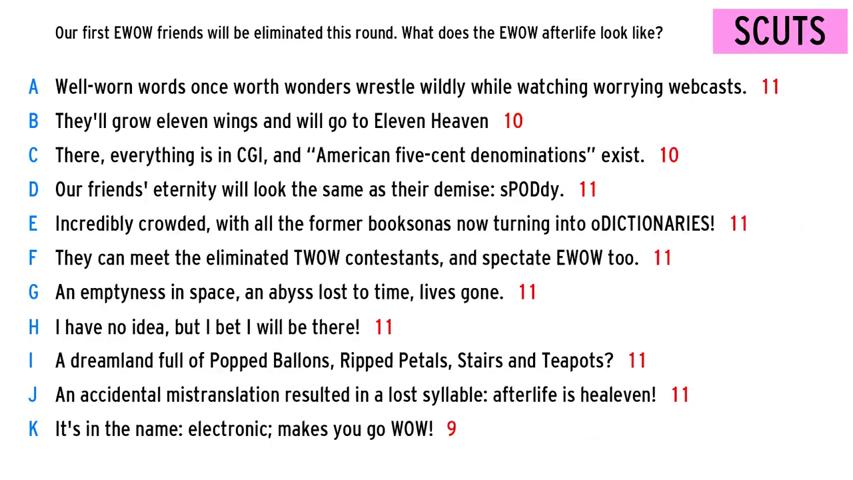 Our first EWOW friends will be eliminated this round. What does the EWOW afterlife look like?
SCUTS
A Well-worn words once worth wonders wrestle wildly while watching worrying webcasts. 11
B They'll grow eleven wings and will go to Eleven Heaven 10
C There, everything is in CGI, and “American five-cent denominations” exist. 10
D Our friends' eternity will look the same as their demise: sPODdy. 11
E Incredibly crowded, with all the former booksonas now turning into oDICTIONARIES! 11
F They can meet the eliminated TWOW contestants, and spectate EWOW too. 11
G An emptyness in space, an abyss lost to time, lives gone. 11
H I have no idea, but I bet I will be there! 11
I A dreamland full of Popped Ballons, Ripped Petals, Stairs and Teapots? 11
J An accidental mistranslation resulted in a lost syllable: afterlife is healeven! 11
K It's in the name: electronic; makes you go WOW! 9